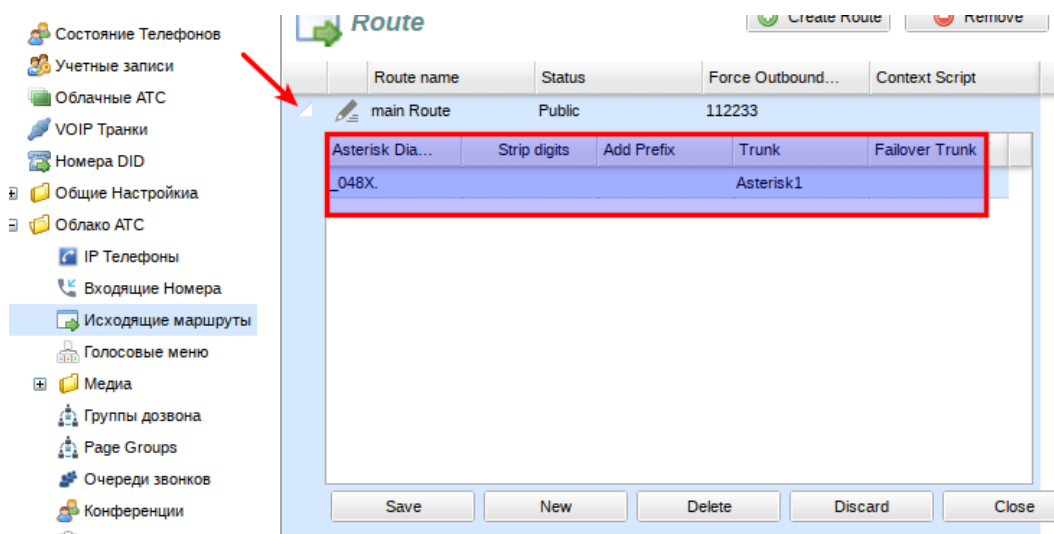 Состояние Телефонов
Учетные записи
Облачные АТС
VOIP Транки
Номера DID
Общие Настройкиа
Облако АТС
IP Телефоны
Входящие Номера
Исходящие маршруты
Голосовые меню
Медиа
Группы дозвона
Page Groups
Очереди звонков
Конференции
Route
Create Route Remove
Route name Status Force Outbound... Context Script
main Route Public 112233
Asterisk Dia... Strip digits Add Prefix Trunk Failover Trunk
_048X. Asterisk1
Save New Delete Discard Close